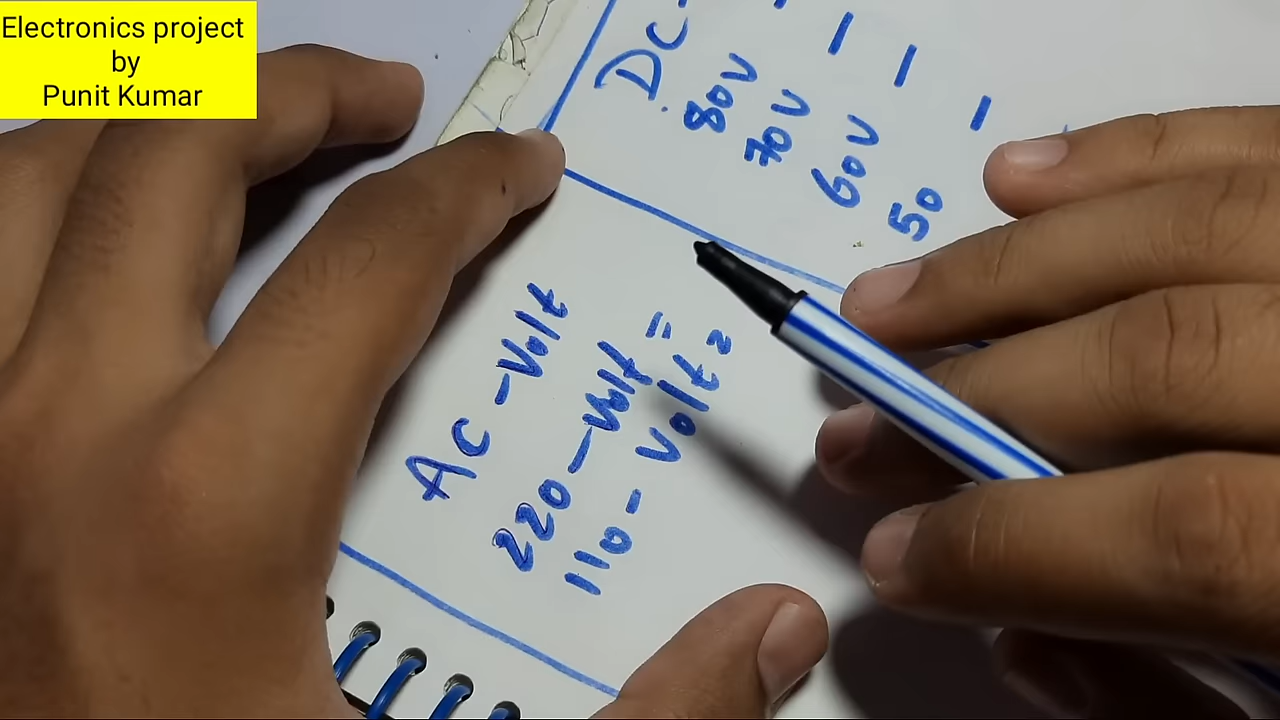 Electronics project
by
Punit Kumar
DC -
80V -
70V -
60V -
50 -
AC - Volt
220 - Volt =
110 - Volt =